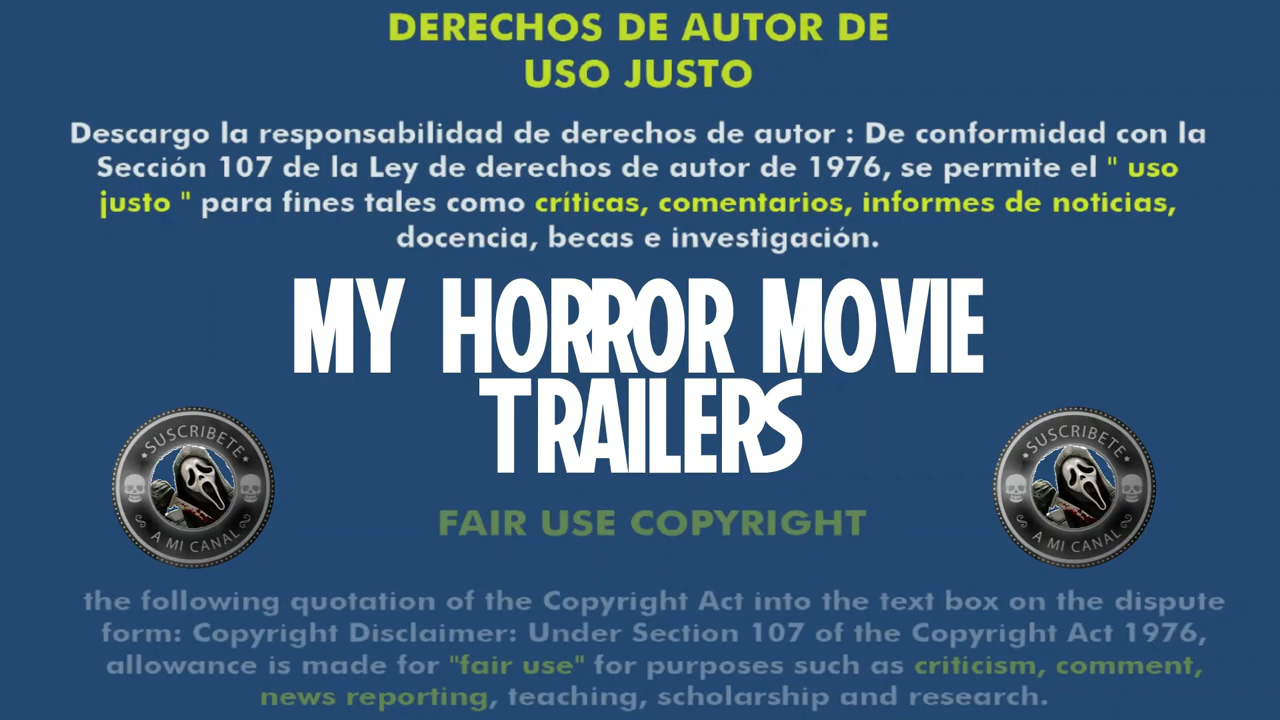 DERECHOS DE AUTOR DE
USO JUSTO
Descargo la responsabilidad de derechos de autor : De conformidad con la
Sección 107 de la Ley de derechos de autor de 1976, se permite el " uso
justo " para fines tales como críticas, comentarios, informes de noticias,
docencia, becas e investigación.
MY HORROR MOVIE
TRAILERS
SUSCRIBETE
A MI CANAL
SUSCRIBETE
A MI CANAL
FAIR USE COPYRIGHT
the following quotation of the Copyright Act into the text box on the dispute
form: Copyright Disclaimer: Under Section 107 of the Copyright Act 1976,
allowance is made for "fair use" for purposes such as criticism, comment,
news reporting, teaching, scholarship and research.